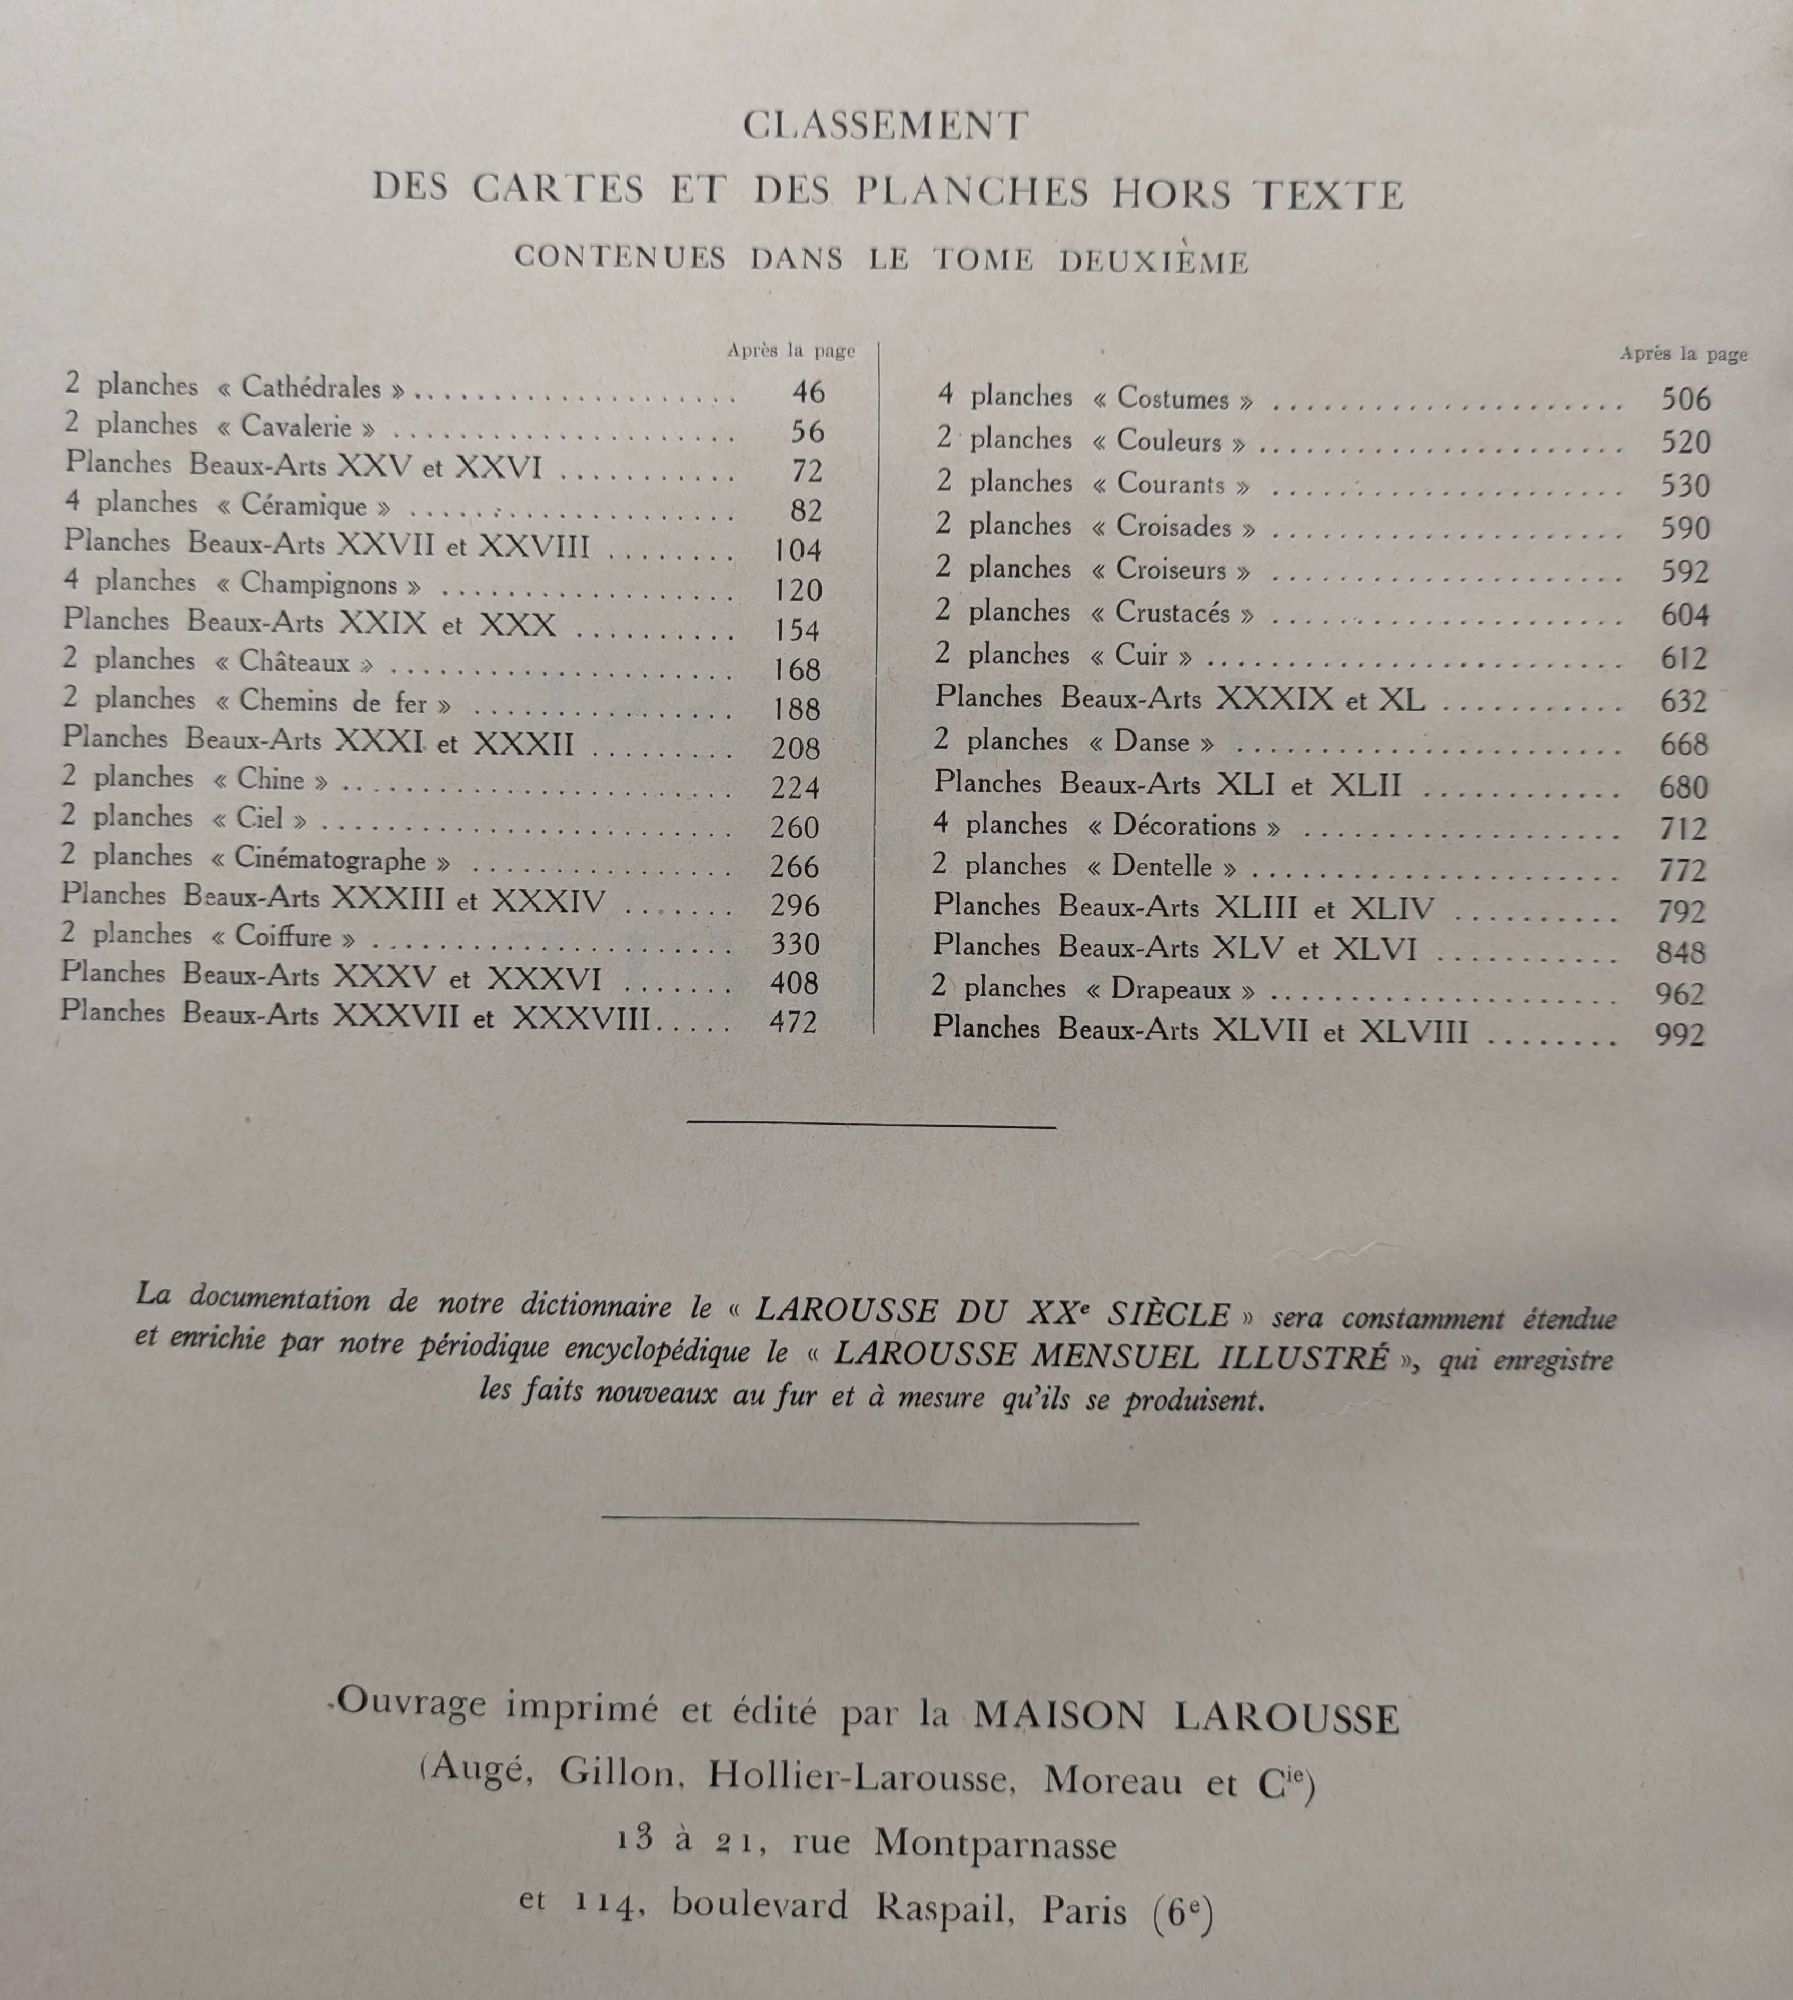 CLASSEMENT
DES CARTES ET DES PLANCHES HORS TEXTE
CONTENUES DANS LE TOME DEUXIÈME
Après la page
2 planches « Cathédrales » .................... 46
2 planches « Cavalerie » ..................... 56
Planches Beaux-Arts XXV et XXVI ........... 72
4 planches « Céramique » .................... 82
Planches Beaux-Arts XXVII et XXVIII ........ 104
4 planches « Champignons » .................. 120
Planches Beaux-Arts XXIX et XXX .......... 154
2 planches « Châteaux » ..................... 168
2 planches « Chemins de fer » ................ 188
Planches Beaux-Arts XXXI et XXXII ......... 208
2 planches « Chine » ........................ 224
2 planches « Ciel » ......................... 260
2 planches « Cinématographe » ................ 266
Planches Beaux-Arts XXXIII et XXXIV ....... 296
2 planches « Coiffure » ...................... 330
Planches Beaux-Arts XXXV et XXXVI ....... 408
Planches Beaux-Arts XXXVII et XXXVIII ..... 472
Après la page
4 planches « Costumes » ...................... 506
2 planches « Couleurs » ...................... 520
2 planches « Courants » ...................... 530
2 planches « Croisades » ...................... 590
2 planches « Croiseurs » ...................... 592
2 planches « Crustacés » ...................... 604
2 planches « Cuir » .......................... 612
Planches Beaux-Arts XXXIX et XL ........... 632
2 planches « Danse » ........................ 668
Planches Beaux-Arts XLI et XLII ............ 680
4 planches « Décorations » .................... 712
2 planches « Dentelle » ....................... 772
Planches Beaux-Arts XLIII et XLIV .......... 792
Planches Beaux-Arts XLV et XLVI ........... 848
2 planches « Drapeaux » ...................... 962
Planches Beaux-Arts XLVII et XLVIII ........ 992
La documentation de notre dictionnaire le « LAROUSSE DU XXe SIÈCLE » sera constamment étendue
et enrichie par notre périodique encyclopédique le « LAROUSSE MENSUEL ILLUSTRÉ », qui enregistre
les faits nouveaux au fur et à mesure qu'ils se produisent.
Ouvrage imprimé et édité par la MAISON LAROUSSE
(Augé, Gillon, Hollier-Larousse, Moreau et Cie)
13 à 21, rue Montparnasse
et 114, boulevard Raspail, Paris (6e)